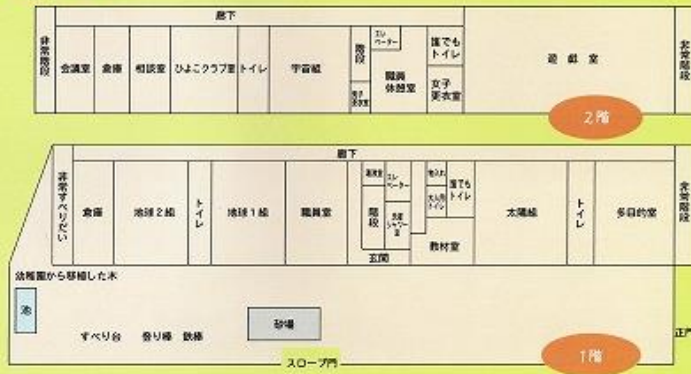 廊下
非常階段
会議室
倉庫
相談室
ひよこクラブ室
トイレ
宇宙組
階段
エレベーター
職員休憩室
誰でもトイレ
女子更衣室
遊戯室
非常階段
2階
廊下
非常すべりだい
倉庫
地球2組
トイレ
地球1組
職員室
階段
エレベーター
玄関
誰でもトイレ
教材室
太陽組
トイレ
多目的室
非常階段
幼稚園から移植した木
池
すべり台 登り棒 鉄棒
砂場
スロープ門
正門
1階